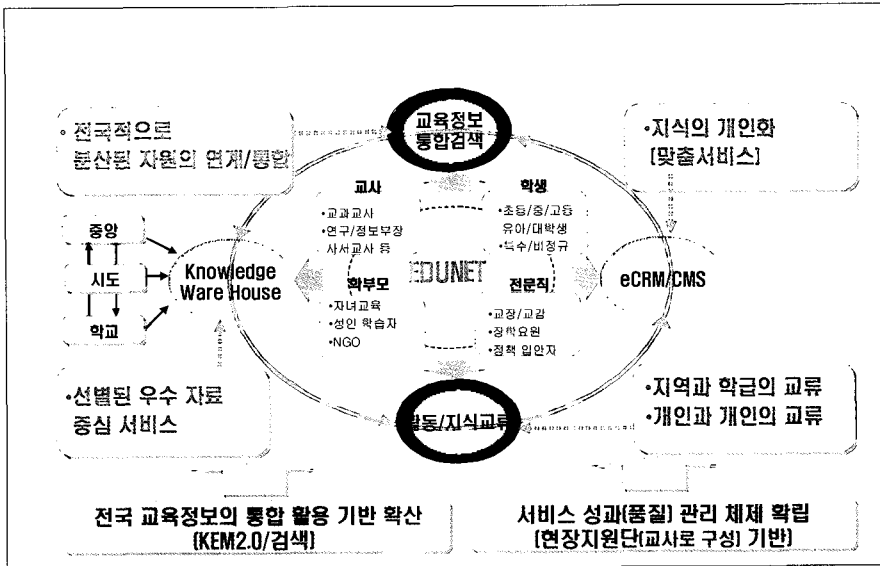 교육정보
통합검색
• 전국적으로
분산된 자원의 연계/통합
•지식의 개인화
[맞춤서비스]
교사
•교과교사
•연구/정보부장
사서교사 등
학생
•초등/중/고등
유아/대학생
•특수/비정규
중앙
시도
학교
Knowledge
Ware House
EDUNET
eCRM/CMS
학부모
•자녀교육
•성인 학습자
•NGO
전문직
•교장/교감
•장학요원
•정책 입안자
•선별된 우수 자료
중심 서비스
활동/지식교류
•지역과 학급의 교류
•개인과 개인의 교류
전국 교육정보의 통합 활용 기반 확산
(KEM2.0/검색)
서비스 성과(품질) 관리 체제 확립
(현장지원단(교사로 구성) 기반)